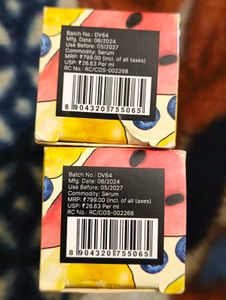 Batch No.: DV64
Mfg. Date: 06/2024
Use Before: 05/2027
Commodity: Serum
MRP: ₹799.00 (Incl. of all taxes)
USP: ₹26.63 Per ml
RC No.: RC/COS-002268
8 904320 755065
Batch No.: DV64
Mfg. Date: 06/2024
Use Before: 05/2027
Commodity: Serum
MRP: ₹799.00 (Incl. of all taxes)
USP: ₹26.63 Per ml
RC No.: RC/COS-002268
8 904320 755065